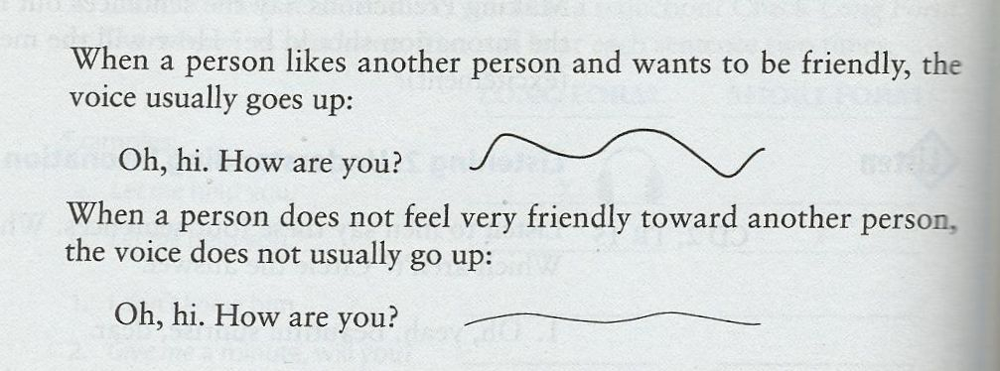 When a person likes another person and wants to be friendly, the
voice usually goes up:
Oh, hi. How are you?
When a person does not feel very friendly toward another person,
the voice does not usually go up:
Oh, hi. How are you?